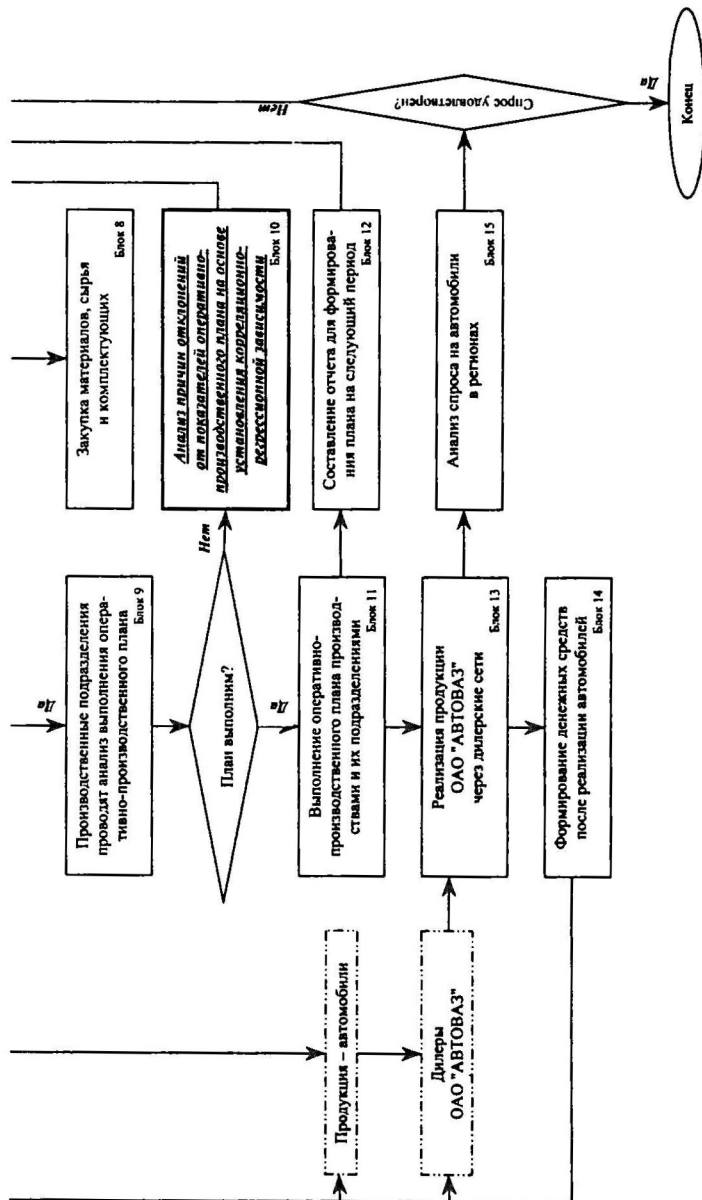 Да
Производственные подразделения
проводят анализ выполнения опера-
тивно-производственного плана
Блок 9
Закупка материалов, сырья
и комплектующих
Блок 8
План выполним?
Нет
Да
Анализ причин отклонений
от показателей оперативно-
производственного плана на основе
установления корреляционно-
регрессионной зависимости
Блок 10
Продукция – автомобили
Выполнение оперативно-
производственного плана производ-
ствами и их подразделениями
Блок 11
Составление отчета для формирова-
ния плана на следующий период
Блок 12
Дилеры
ОАО "АВТОВАЗ"
Реализация продукции
ОАО "АВТОВАЗ"
через дилерские сети
Блок 13
Анализ спроса на автомобили
в регионах
Блок 15
Спрос удовлетворен?
Нет
Да
Формирование денежных средств
после реализации автомобилей
Блок 14
Конец